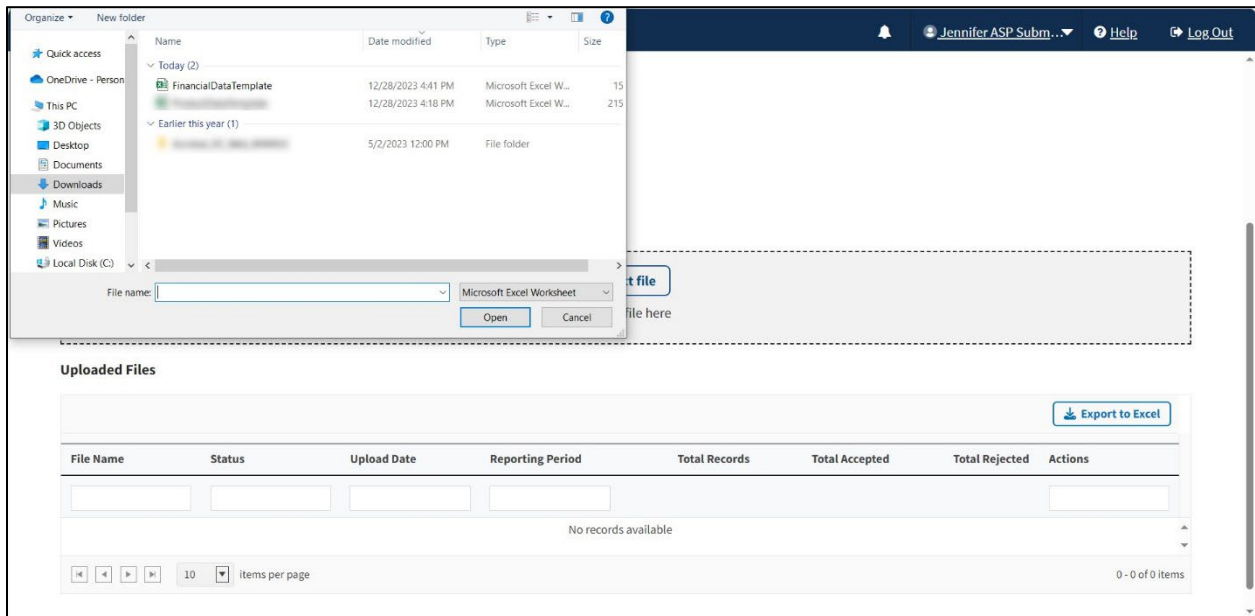 Organize New folder
Jennifer ASP Subm... Help Log Out
Name Date modified Type Size
Quick access
OneDrive - Person
This PC
3D Objects
Desktop
Documents
Downloads
Music
Pictures
Videos
Local Disk (C:)
Today (2)
FinancialDataTemplate 12/28/2023 4:41 PM Microsoft Excel W... 15
12/28/2023 4:18 PM Microsoft Excel W... 215
Earlier this year (1)
5/2/2023 12:00 PM File folder
File name: Microsoft Excel Worksheet
Open Cancel
t file
file here
Uploaded Files
Export to Excel
File Name Status Upload Date Reporting Period Total Records Total Accepted Total Rejected Actions
No records available
10 items per page 0 - 0 of 0 items